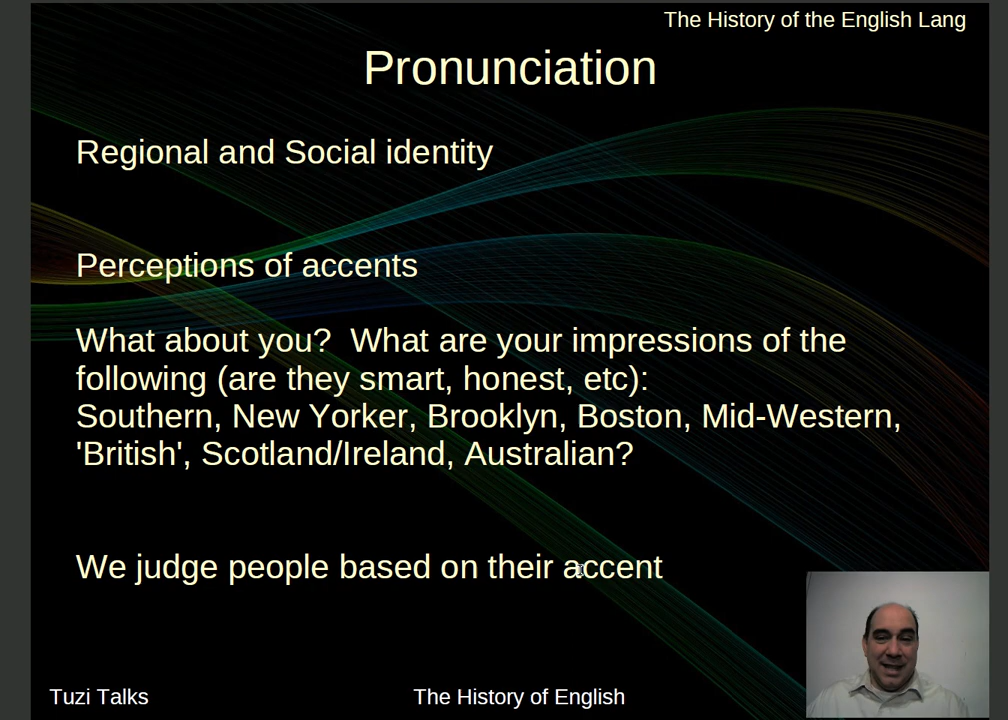 The History of the English Lang
Pronunciation
Regional and Social identity
Perceptions of accents
What about you?  What are your impressions of the
following (are they smart, honest, etc):
Southern, New Yorker, Brooklyn, Boston, Mid-Western,
'British', Scotland/Ireland, Australian?
We judge people based on their accent
Tuzi Talks
The History of English